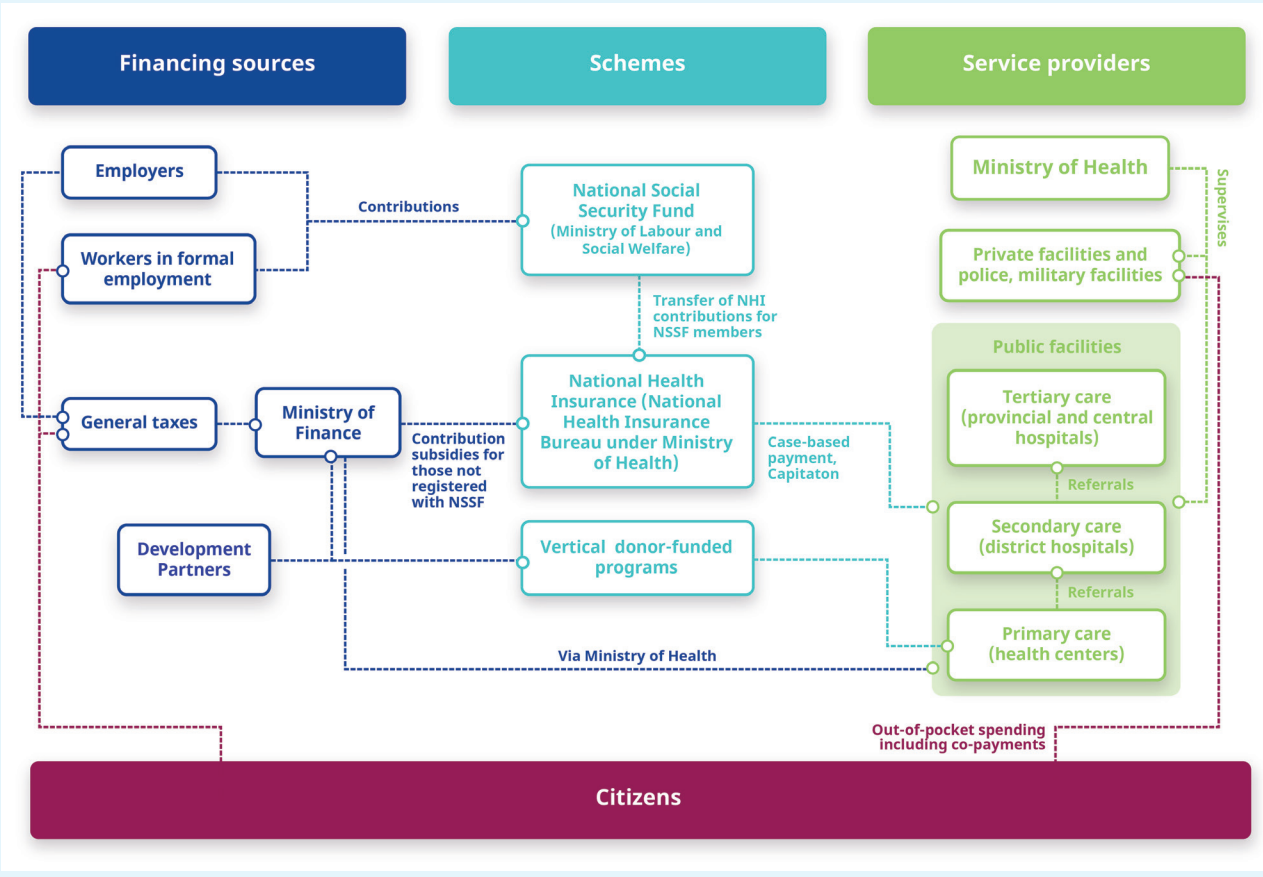 Financing sources
Schemes
Service providers
Employers
Workers in formal
employment
General taxes
Ministry of
Finance
Development
Partners
Contributions
Contribution
subsidies for
those not
registered
with NSSF
Via Ministry of Health
National Social
Security Fund
(Ministry of Labour and
Social Welfare)
Transfer of NHI
contributions for
NSSF members
National Health
Insurance (National
Health Insurance
Bureau under Ministry
of Health)
Case-based
payment,
Capitaton
Vertical donor-funded
programs
Ministry of Health
Supervises
Private facilities and
police, military facilities
Public facilities
Tertiary care
(provincial and central
hospitals)
Referrals
Secondary care
(district hospitals)
Referrals
Primary care
(health centers)
Out-of-pocket spending
including co-payments
Citizens